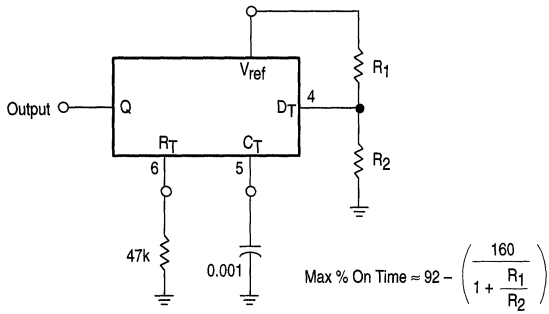 Vref
R1
Output
Q
DT
4
RT
CT
6
5
R2
47k
0.001
Max % On Time ≈ 92 – (160 / 1 + R1 / R2)